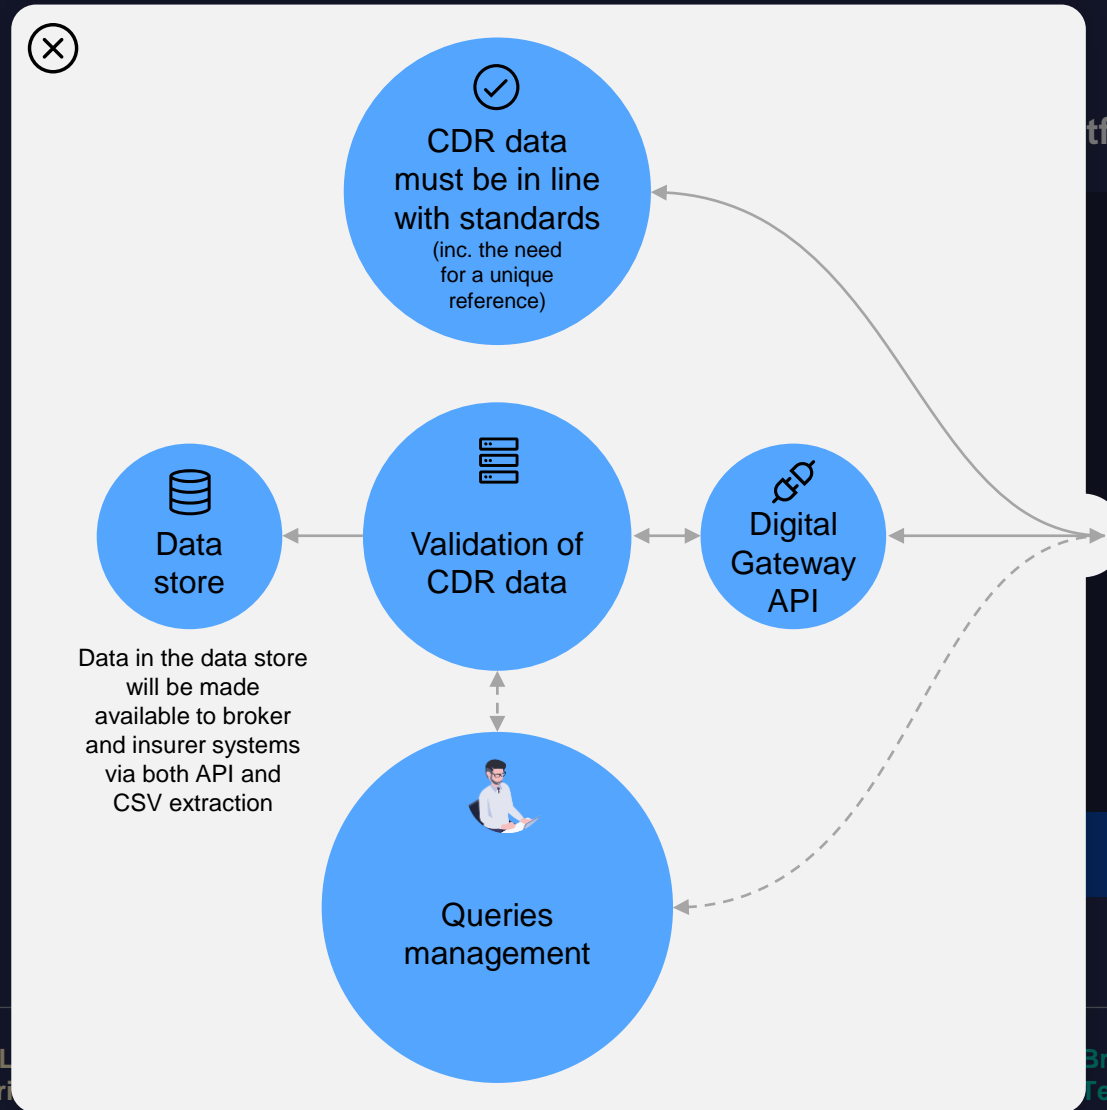 CDR data
must be in line
with standards
(inc. the need
for a unique
reference)
Data
store
Validation of
CDR data
Digital
Gateway
API
Data in the data store
will be made
available to broker
and insurer systems
via both API and
CSV extraction
Queries
management